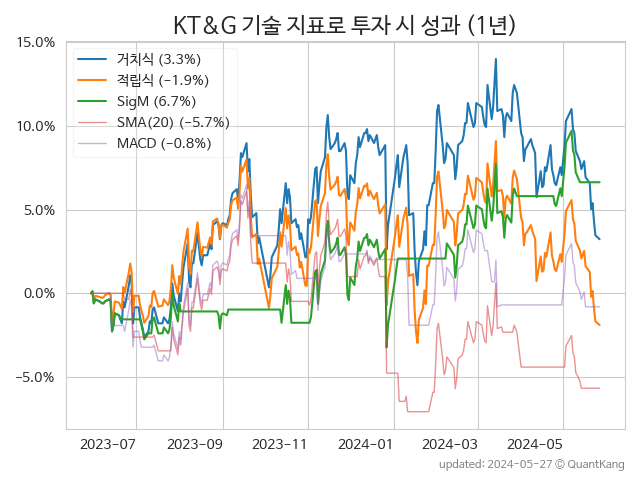 KT&G 기술 지표로 투자 시 성과 (1년)
15.0%
10.0%
5.0%
0.0%
−5.0%
거치식 (3.3%)
적립식 (−1.9%)
SigM (6.7%)
SMA(20) (−5.7%)
MACD (−0.8%)
2023-07 2023-09 2023-11 2024-01 2024-03 2024-05
updated: 2024-05-27 © QuantKang